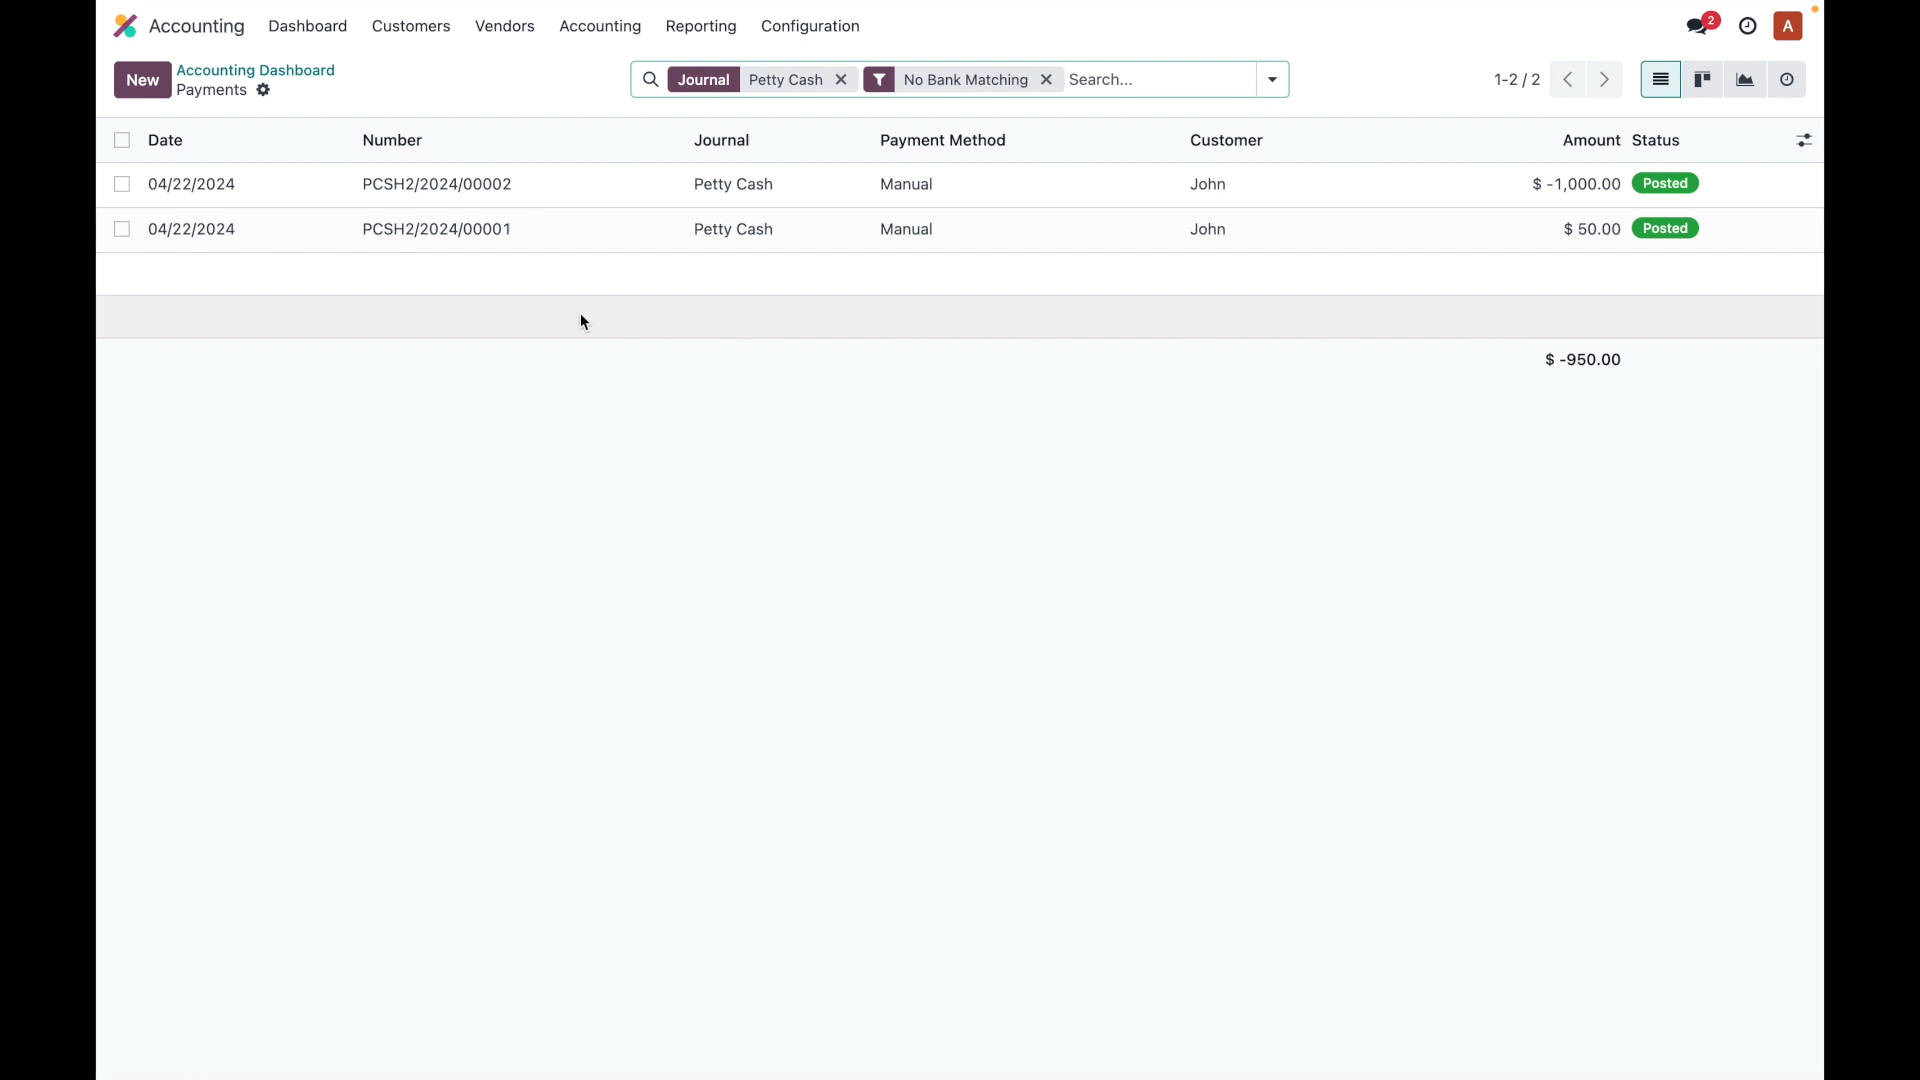 Accounting Dashboard Customers Vendors Accounting Reporting Configuration 2 A
New Accounting Dashboard
Payments
Journal Petty Cash No Bank Matching Search... 1-2 / 2
Date Number Journal Payment Method Customer Amount Status
04/22/2024 PCSH2/2024/00002 Petty Cash Manual John $ -1,000.00 Posted
04/22/2024 PCSH2/2024/00001 Petty Cash Manual John $ 50.00 Posted
$ -950.00